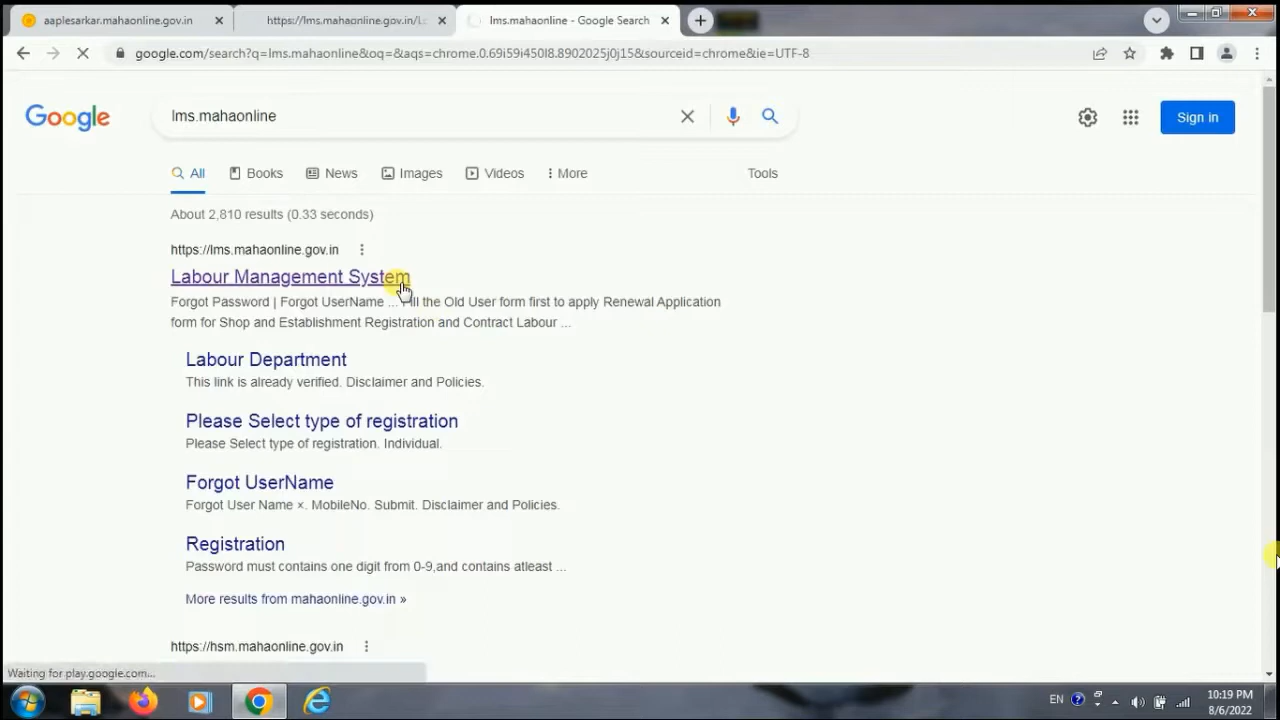 aaplesarkar.mahaonline.gov.in
https://lms.mahaonline.gov.in/L
lms.mahaonline - Google Search
google.com/search?q=lms.mahaonline&oq=&aqs=chrome.0.69i59i450l8.8902025j0j15&sourceid=chrome&ie=UTF-8
Google
lms.mahaonline
Sign in
All
Books
News
Images
Videos
More
Tools
About 2,810 results (0.33 seconds)
https://lms.mahaonline.gov.in
Labour Management System
Forgot Password | Forgot UserName ... Fill the Old User form first to apply Renewal Application
form for Shop and Establishment Registration and Contract Labour ...
Labour Department
This link is already verified. Disclaimer and Policies.
Please Select type of registration
Please Select type of registration. Individual.
Forgot UserName
Forgot User Name ×. MobileNo. Submit. Disclaimer and Policies.
Registration
Password must contains one digit from 0-9,and contains atleast ...
More results from mahaonline.gov.in »
https://hsm.mahaonline.gov.in
Waiting for play.google.com...
EN
10:19 PM
8/6/2022